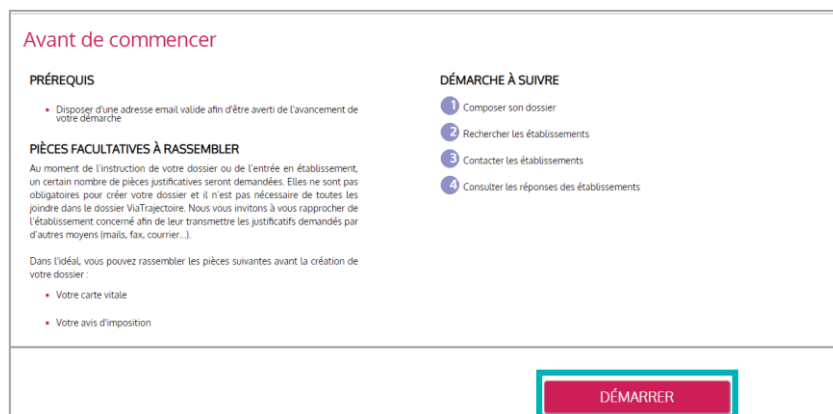 Avant de commencer
PRÉREQUIS
• Disposer d'une adresse email valide afin d'être averti de l'avancement de
votre démarche
PIÈCES FACULTATIVES À RASSEMBLER
Au moment de l'instruction de votre dossier ou de l'entrée en établissement,
un certain nombre de pièces justificatives seront demandées. Elles ne sont pas
obligatoires pour créer votre dossier et il n'est pas nécessaire de toutes les
joindre dans le dossier ViaTrajectoire. Nous vous invitons à vous rapprocher de
l'établissement concerné afin de leur transmettre les justificatifs demandés par
d'autres moyens (mails, fax, courrier...).
Dans l'idéal, vous pouvez rassembler les pièces suivantes avant la création de
votre dossier :
• Votre carte vitale
• Votre avis d'imposition
DÉMARCHE À SUIVRE
1 Composer son dossier
2 Rechercher les établissements
3 Contacter les établissements
4 Consulter les réponses des établissements
DÉMARRER